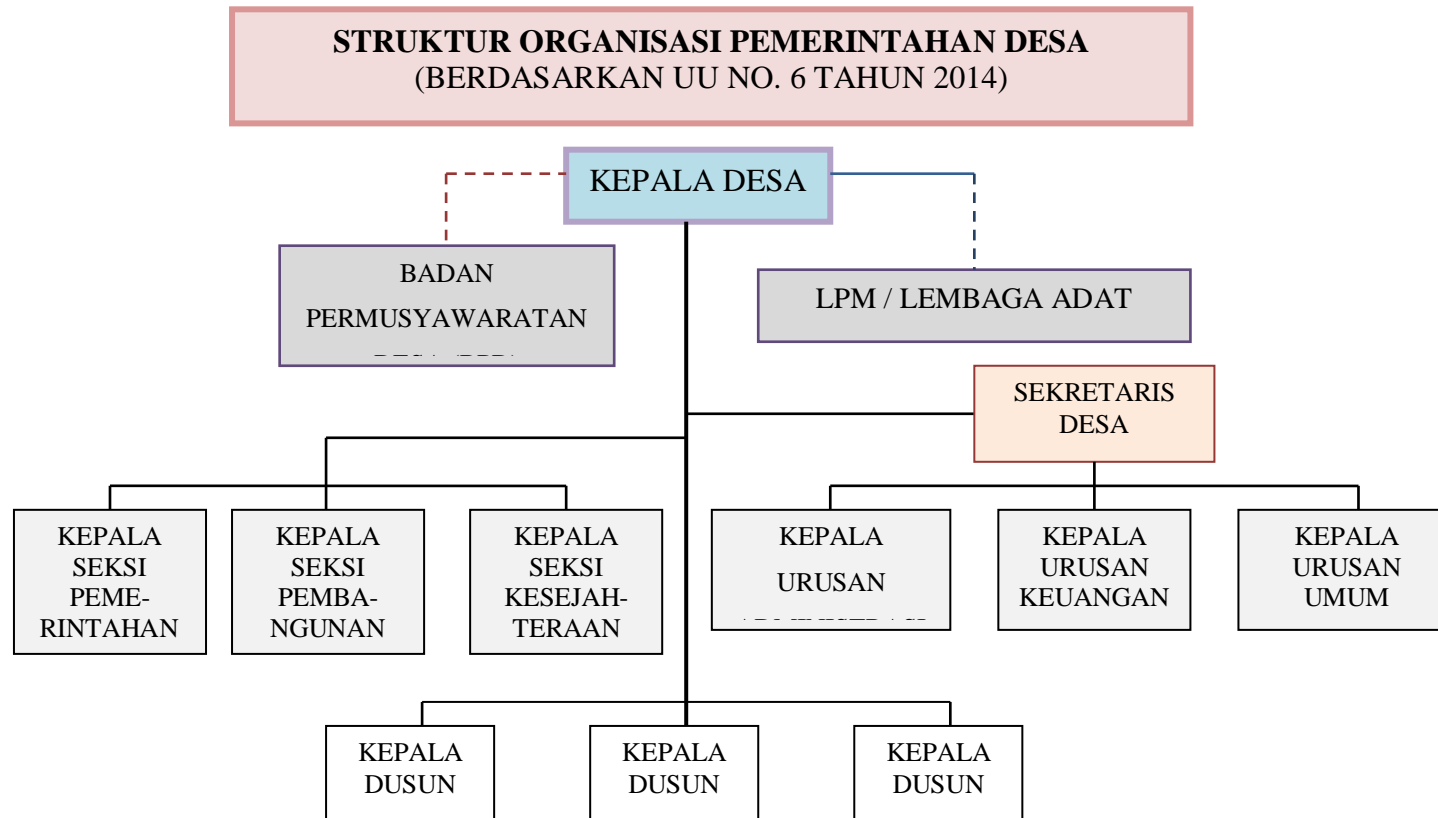 STRUKTUR ORGANISASI PEMERINTAHAN DESA
(BERDASARKAN UU NO. 6 TAHUN 2014)
KEPALA DESA
BADAN
PERMUSYAWARATAN
LPM / LEMBAGA ADAT
SEKRETARIS
DESA
KEPALA
SEKSI
PEME-
RINTAHAN
KEPALA
SEKSI
PEMBA-
NGUNAN
KEPALA
SEKSI
KESEJAH-
TERAAN
KEPALA
URUSAN
KEPALA
URUSAN
KEUANGAN
KEPALA
URUSAN
UMUM
KEPALA
DUSUN
KEPALA
DUSUN
KEPALA
DUSUN